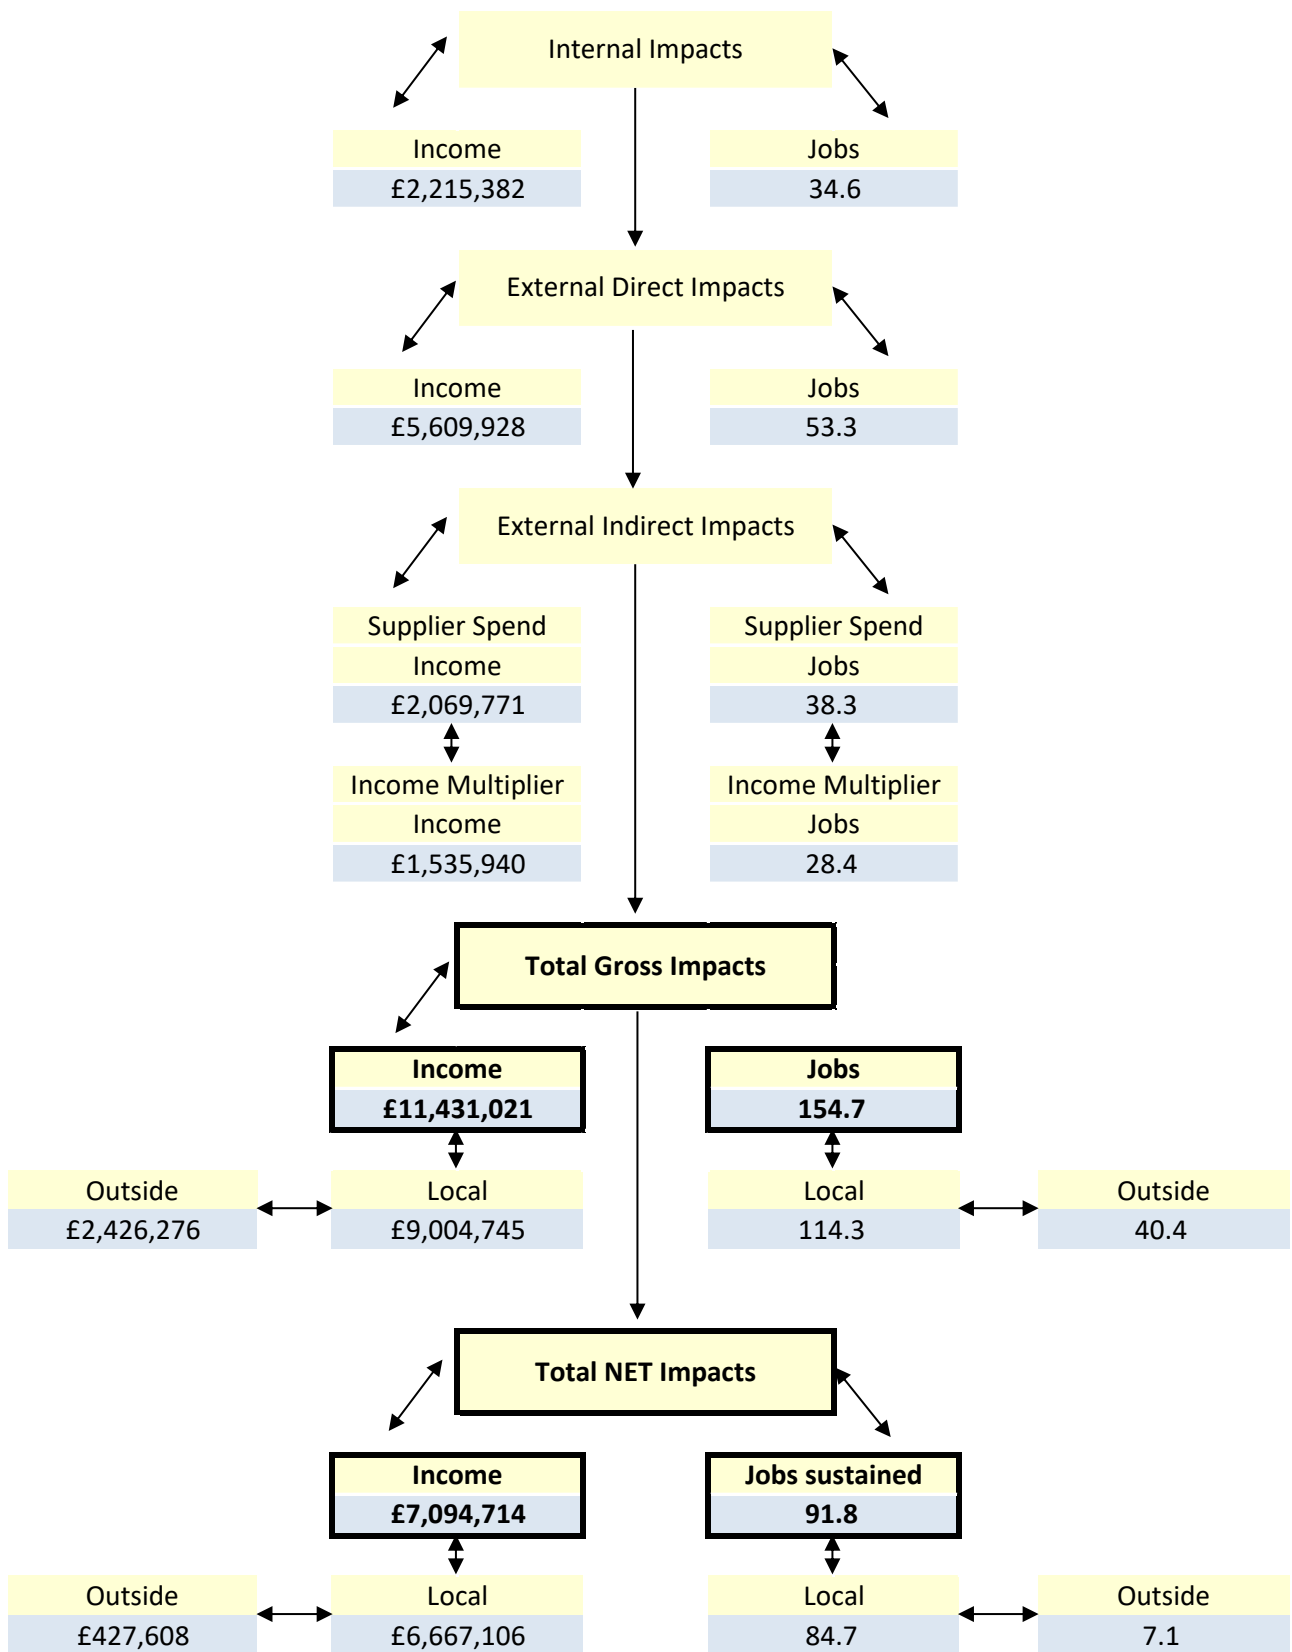 Internal Impacts
Income Jobs
£2,215,382 34.6
External Direct Impacts
Income Jobs
£5,609,928 53.3
External Indirect Impacts
Supplier Spend Supplier Spend
Income Jobs
£2,069,771 38.3
Income Multiplier Income Multiplier
Income Jobs
£1,535,940 28.4
Total Gross Impacts
Income Jobs
£11,431,021 154.7
Outside Local Local Outside
£2,426,276 £9,004,745 114.3 40.4
Total NET Impacts
Income Jobs sustained
£7,094,714 91.8
Outside Local Local Outside
£427,608 £6,667,106 84.7 7.1